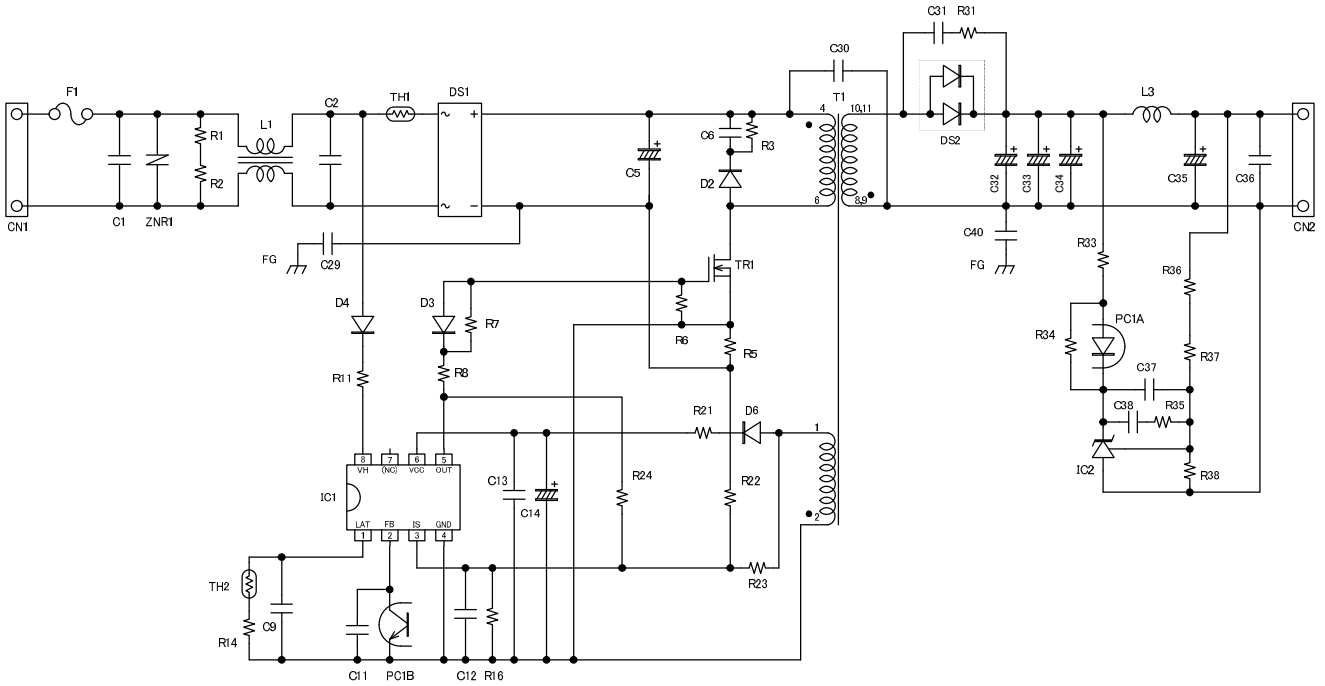 C31 R31
C30
F1
C2
TH1
DS1
T1
4
10,11
L3
R1
L1
C6
R3
DS2
+
-
~
~
C5
+
R2
D2
C32
+
C33
+
C34
+
C35
+
C36
CN1
C1
ZNR1
6
8,9
CN2
FG
C29
TR1
C40
FG
R33
R36
D4
D3
R7
R6
R5
R34
PC1A
R37
R11
R8
C37
R21
D6
1
C38
R35
8
7
6
5
VH
(NC)
VCC
OUT
IC2
R38
IC1
C13
C14
+
R24
R22
LAT
FB
IS
GND
1
2
3
4
2
TH2
R23
R14
C9
C11
PC1B
C12
R16